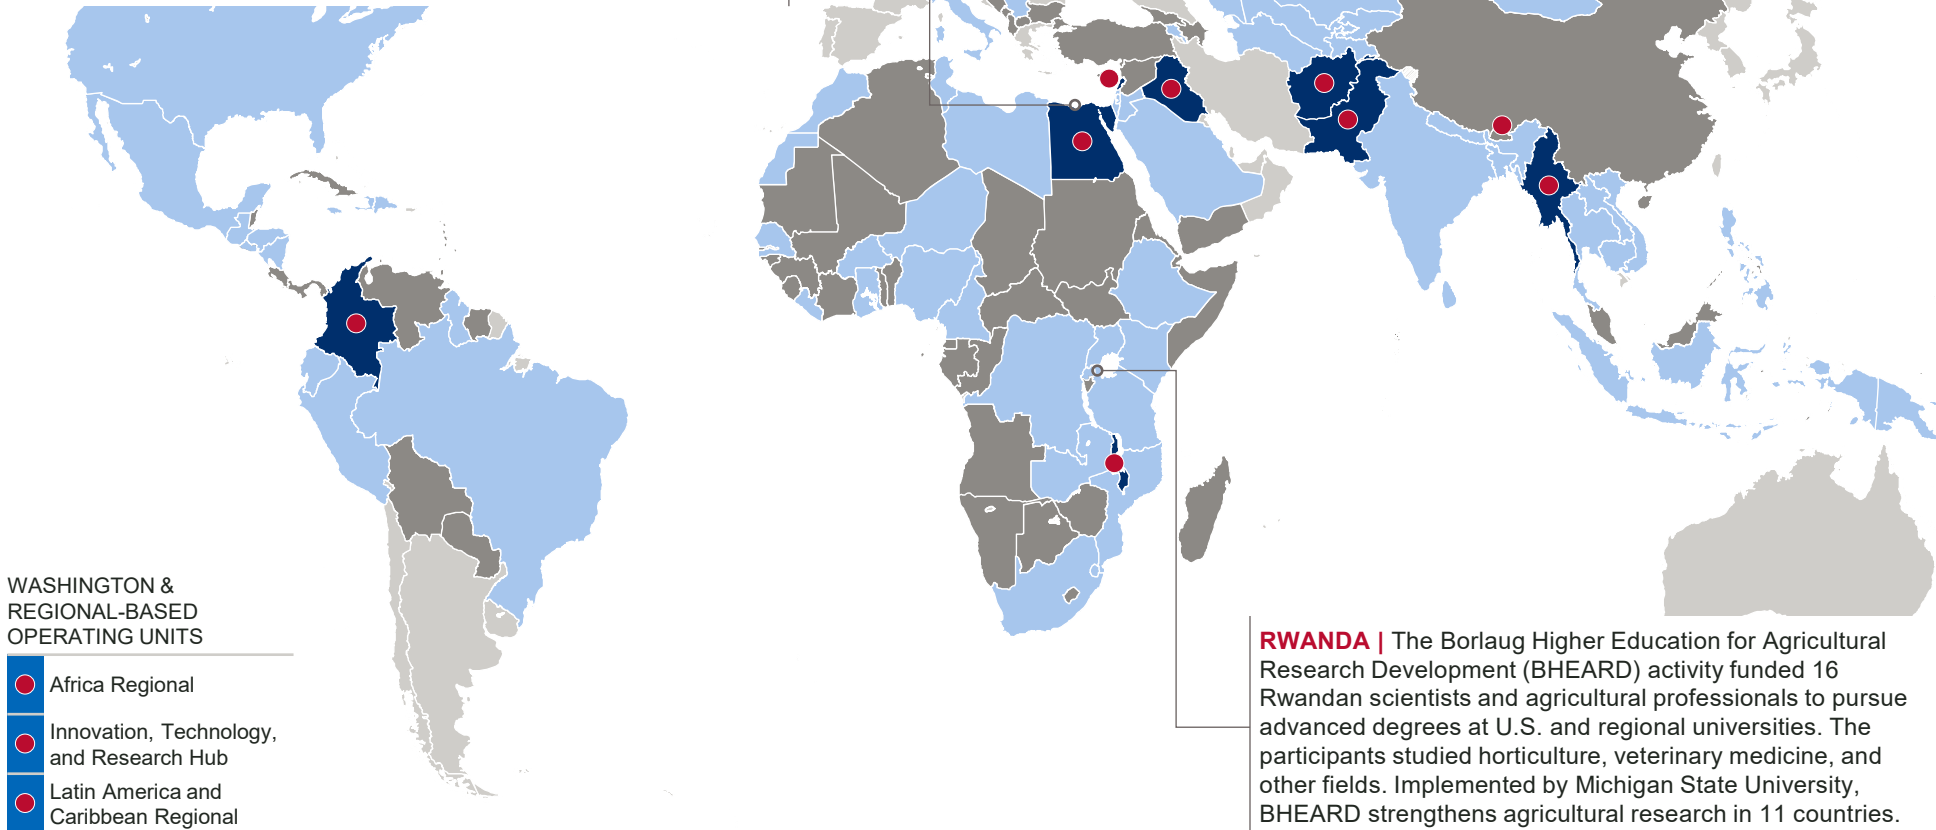 WASHINGTON &
REGIONAL-BASED
OPERATING UNITS
Africa Regional
Innovation, Technology,
and Research Hub
Latin America and
Caribbean Regional
RWANDA | The Borlaug Higher Education for Agricultural
Research Development (BHEARD) activity funded 16
Rwandan scientists and agricultural professionals to pursue
advanced degrees at U.S. and regional universities. The
participants studied horticulture, veterinary medicine, and
other fields. Implemented by Michigan State University,
BHEARD strengthens agricultural research in 11 countries.